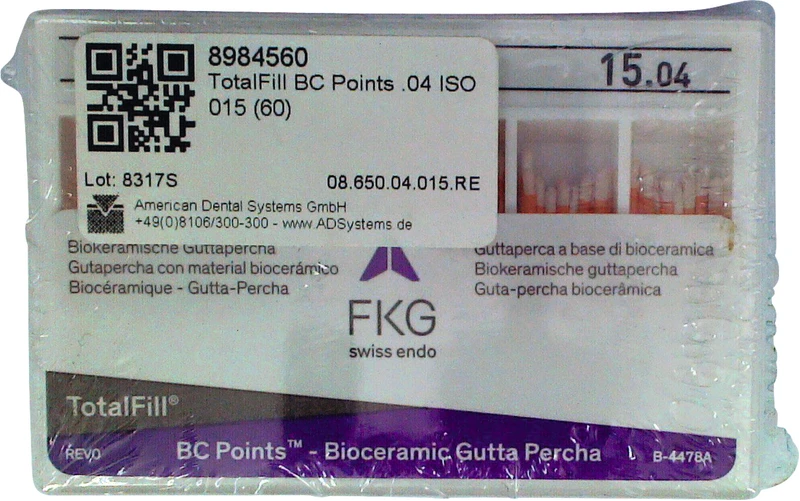 8984560
TotalFill BC Points .04 ISO
015 (60)
15.04
Lot: 8317S 08.650.04.015.RE
American Dental Systems GmbH
+49(0)8106/300-300 - www.ADSystems.de
Biokeramische Guttapercha
Gutapercha con material biocerámico
Biocéramique - Gutta-Percha
Guttaperca a base di bioceramica
Biokeramische guttapercha
Guta-percha biocerâmica
FKG
swiss endo
TotalFill®
REV0 BC Points™ - Bioceramic Gutta Percha B-4478A